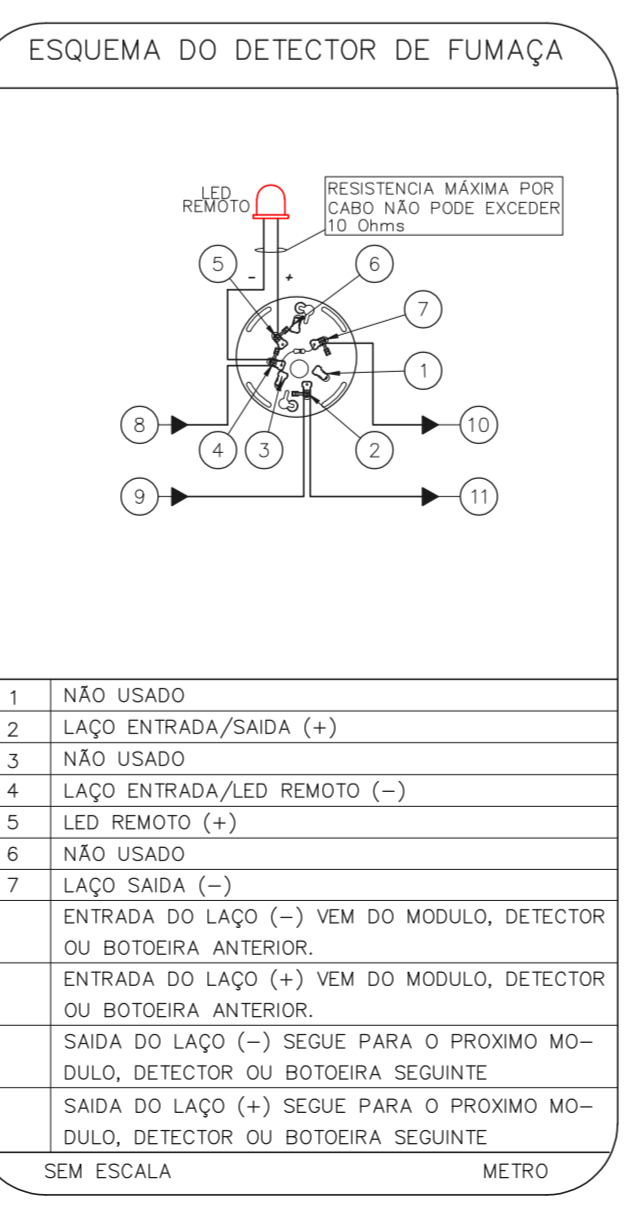 ESQUEMA DO DETECTOR DE FUMAÇA
LED
REMOTO
RESISTENCIA MÁXIMA POR
CABO NÃO PODE EXCEDER
10 Ohms
5
6
- +
7
1
8
10
4
3
2
9
11
1 NÃO USADO
2 LAÇO ENTRADA/SAIDA (+)
3 NÃO USADO
4 LAÇO ENTRADA/LED REMOTO (-)
5 LED REMOTO (+)
6 NÃO USADO
7 LAÇO SAIDA (-)
ENTRADA DO LAÇO (-) VEM DO MODULO, DETECTOR
OU BOTOEIRA ANTERIOR.
ENTRADA DO LAÇO (+) VEM DO MODULO, DETECTOR
OU BOTOEIRA ANTERIOR.
SAIDA DO LAÇO (-) SEGUE PARA O PROXIMO MO-
DULO, DETECTOR OU BOTOEIRA SEGUINTE
SAIDA DO LAÇO (+) SEGUE PARA O PROXIMO MO-
DULO, DETECTOR OU BOTOEIRA SEGUINTE
SEM ESCALA METRO